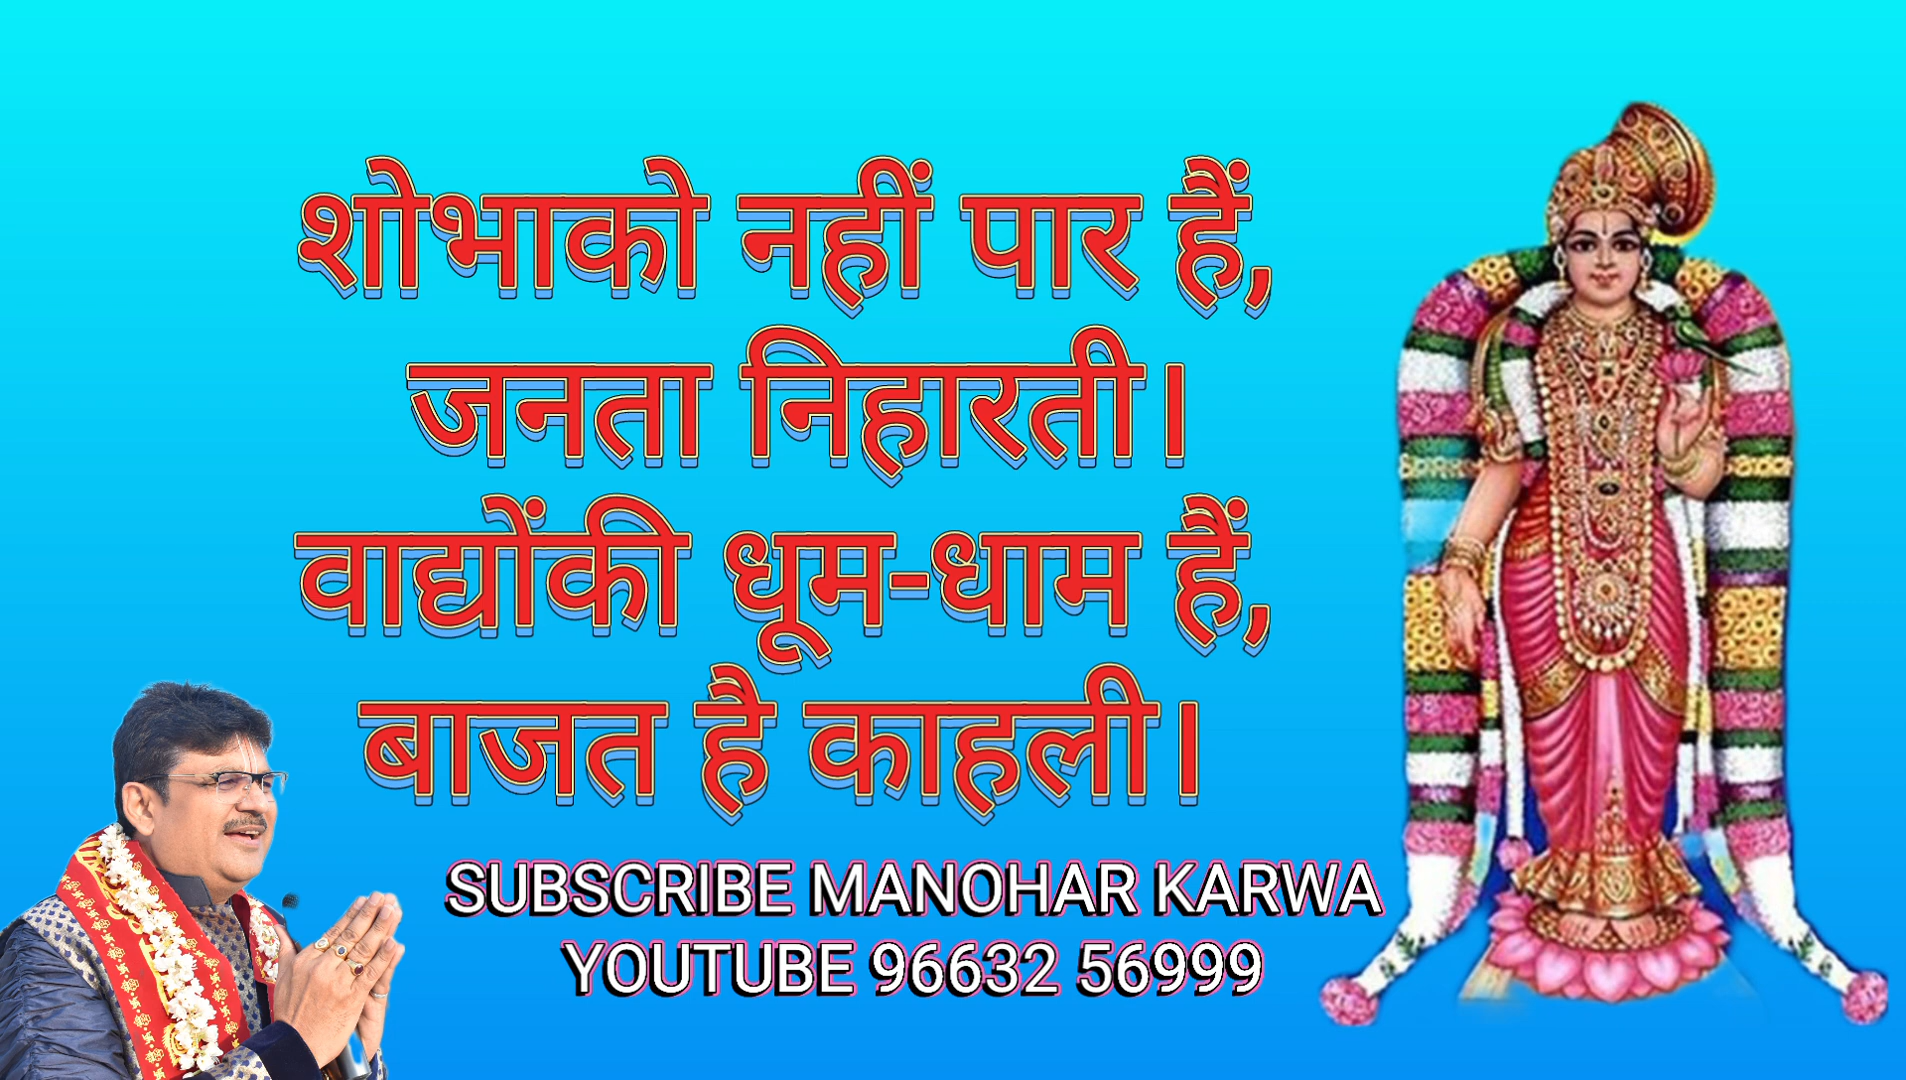 शोभाको नहीं पार हैं,
जनता निहारती।
वाद्योंकी धूम-धाम हैं,
बाजत है काहली।
SUBSCRIBE MANOHAR KARWA
YOUTUBE 96632 56999